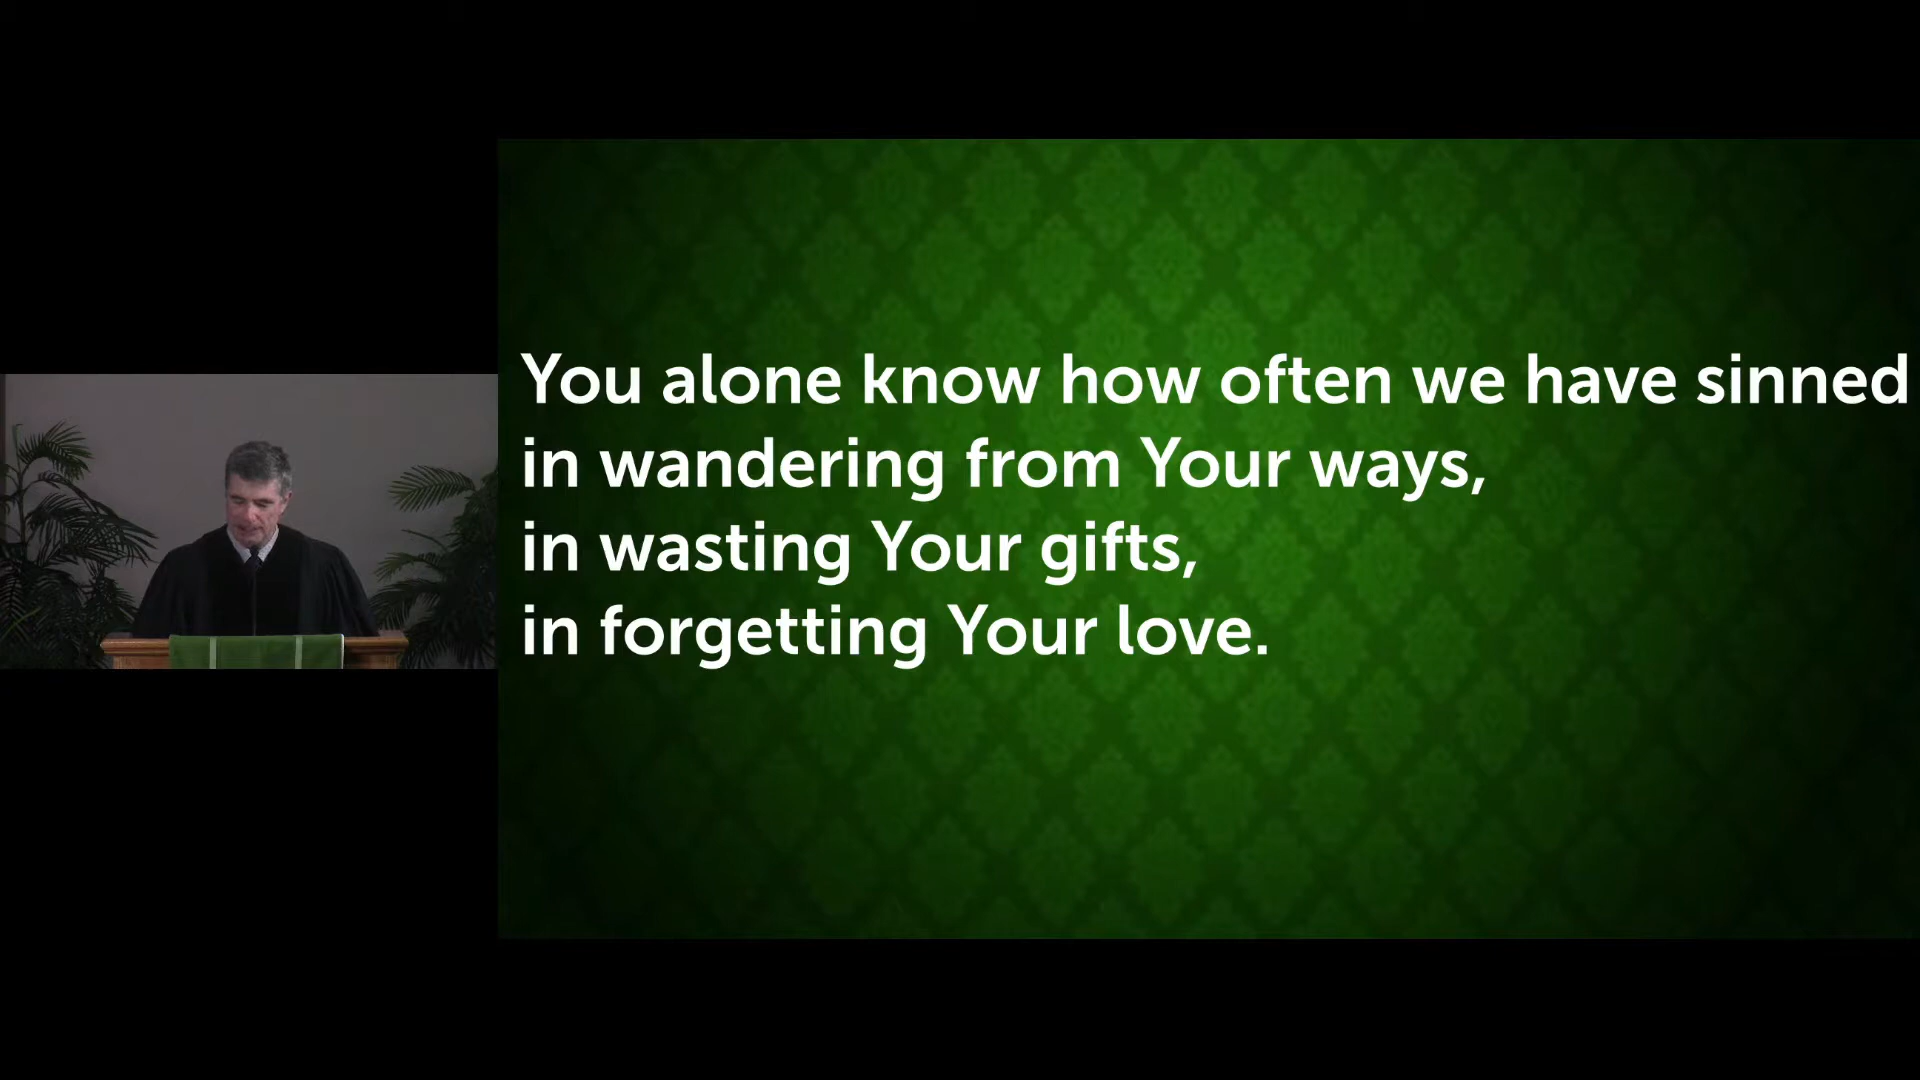 You alone know how often we have sinned
in wandering from Your ways,
in wasting Your gifts,
in forgetting Your love.